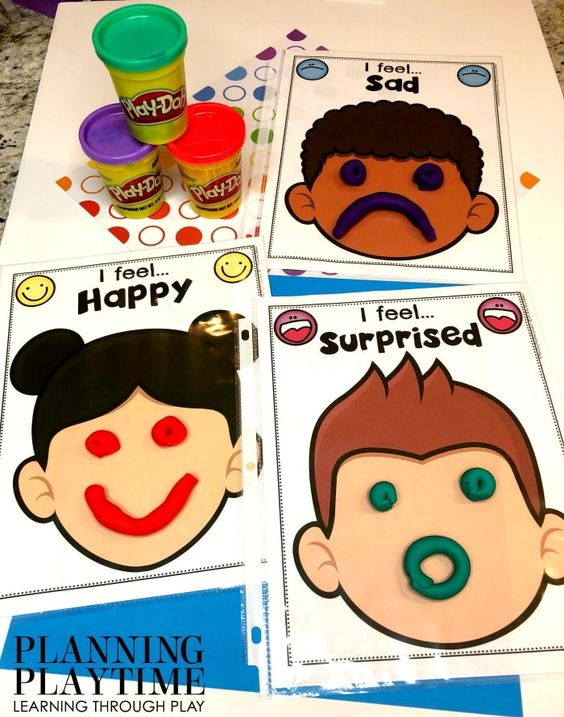 Play-Doh
Play-Doh
Play-Doh
I feel...
Sad
I feel...
Happy
I feel...
Surprised
PLANNING
PLAYTIME
LEARNING THROUGH PLAY